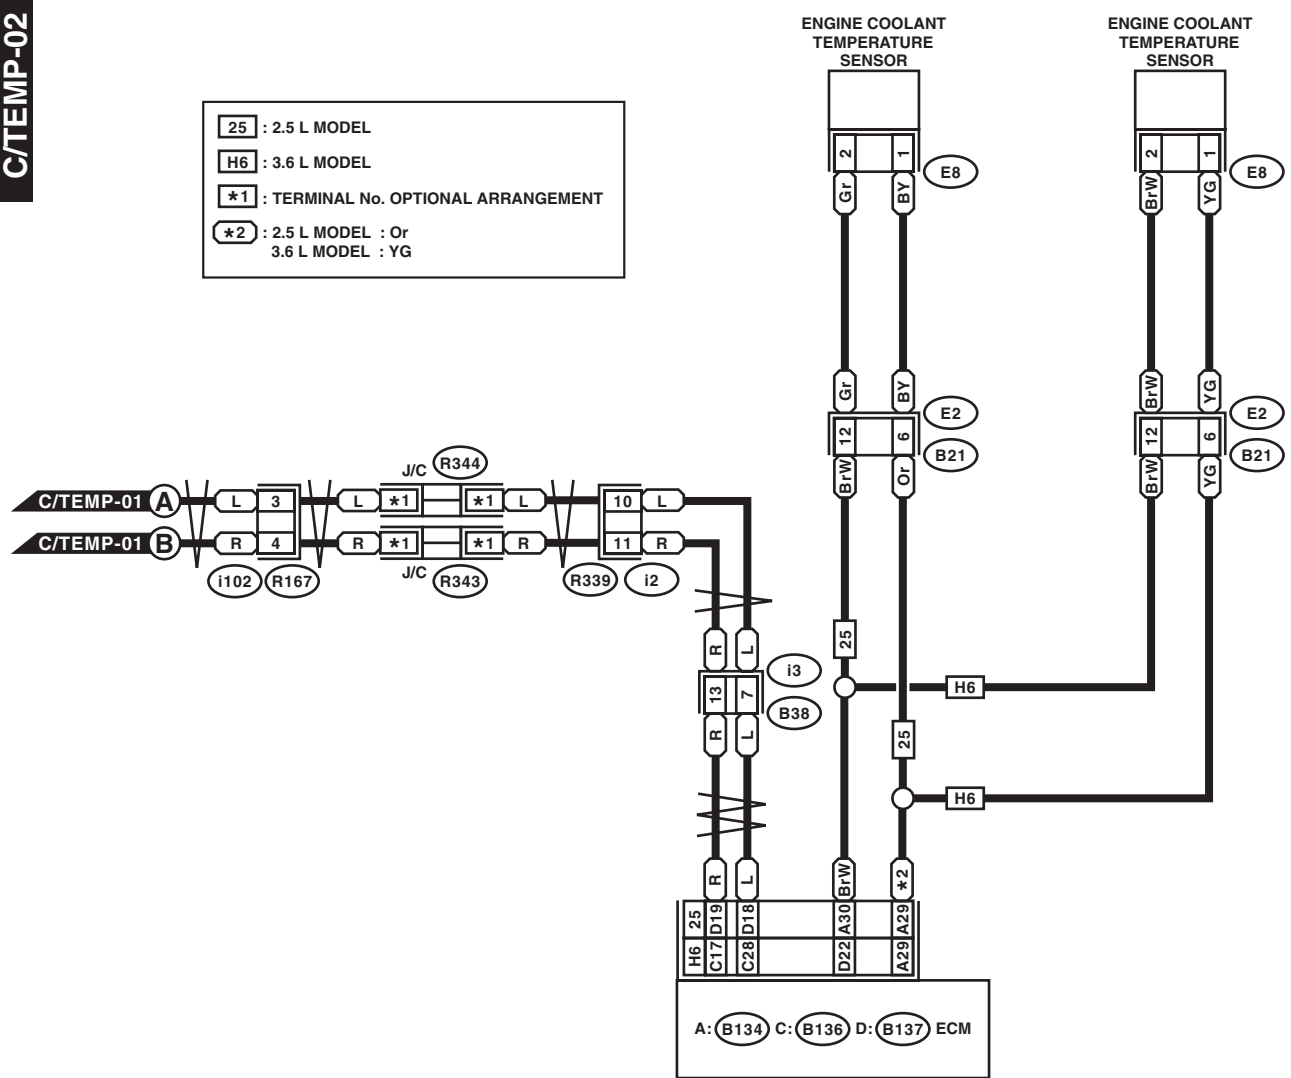 C/TEMP-02
25 : 2.5 L MODEL
H6 : 3.6 L MODEL
*1 : TERMINAL No. OPTIONAL ARRANGEMENT
*2 : 2.5 L MODEL : Or
3.6 L MODEL : YG
ENGINE COOLANT
TEMPERATURE
SENSOR
2 1
E8
Gr BY
Gr BY
E2
12 6
B21
BrW Or
ENGINE COOLANT
TEMPERATURE
SENSOR
2 1
E8
BrW YG
BrW YG
E2
12 6
B21
BrW YG
J/C R344
C/TEMP-01 A L 3 L *1 *1 L 10 L
C/TEMP-01 B R 4 R *1 *1 R 11 R
i102 R167 J/C R343 R339 i2
25
R L
i3
13 7
H6
B38
R L
25
H6
R L BrW *2
25 D19 D18 A30 A29
H6 C17 C28 D22 A29
A: B134 C: B136 D: B137 ECM